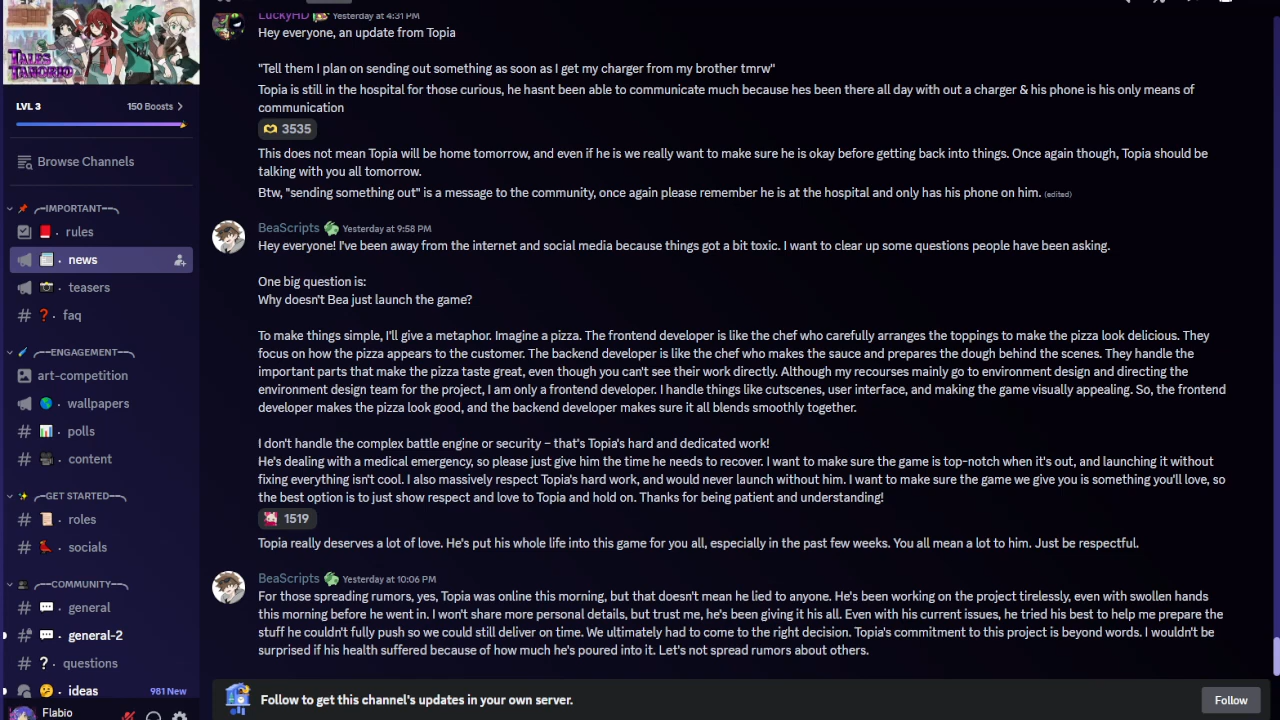 TALES
TANORIO
LVL 3
150 Boosts
Browse Channels
IMPORTANT
rules
news
teasers
faq
ENGAGEMENT
art-competition
wallpapers
polls
content
GET STARTED
roles
socials
COMMUNITY
general
general-2
questions
ideas
981 New
Flabio
LuckyHD Yesterday at 4:31 PM
Hey everyone, an update from Topia
"Tell them I plan on sending out something as soon as I get my charger from my brother tmrw"
Topia is still in the hospital for those curious, he hasnt been able to communicate much because hes been there all day with out a charger & his phone is his only means of
communication
3535
This does not mean Topia will be home tomorrow, and even if he is we really want to make sure he is okay before getting back into things. Once again though, Topia should be
talking with you all tomorrow.
Btw, "sending something out" is a message to the community, once again please remember he is at the hospital and only has his phone on him. (edited)
BeaScripts Yesterday at 9:58 PM
Hey everyone! I've been away from the internet and social media because things got a bit toxic. I want to clear up some questions people have been asking.
One big question is:
Why doesn't Bea just launch the game?
To make things simple, I'll give a metaphor. Imagine a pizza. The frontend developer is like the chef who carefully arranges the toppings to make the pizza look delicious. They
focus on how the pizza appears to the customer. The backend developer is like the chef who makes the sauce and prepares the dough behind the scenes. They handle the
important parts that make the pizza taste great, even though you can't see their work directly. Although my recourses mainly go to environment design and directing the
environment design team for the project, I am only a frontend developer. I handle things like cutscenes, user interface, and making the game visually appealing. So, the frontend
developer makes the pizza look good, and the backend developer makes sure it all blends smoothly together.
I don't handle the complex battle engine or security – that's Topia's hard and dedicated work!
He's dealing with a medical emergency, so please just give him the time he needs to recover. I want to make sure the game is top-notch when it's out, and launching it without
fixing everything isn't cool. I also massively respect Topia's hard work, and would never launch without him. I want to make sure the game we give you is something you'll love, so
the best option is to just show respect and love to Topia and hold on. Thanks for being patient and understanding!
1519
Topia really deserves a lot of love. He's put his whole life into this game for you all, especially in the past few weeks. You all mean a lot to him. Just be respectful.
BeaScripts Yesterday at 10:06 PM
For those spreading rumors, yes, Topia was online this morning, but that doesn't mean he lied to anyone. He's been working on the project tirelessly, even with swollen hands
this morning before he went in. I won't share more personal details, but trust me, he's been giving it his all. Even with his current issues, he tried his best to help me prepare the
stuff he couldn't fully push so we could still deliver on time. We ultimately had to come to the right decision. Topia's commitment to this project is beyond words. I wouldn't be
surprised if his health suffered because of how much he's poured into it. Let's not spread rumors about others.
Follow to get this channel's updates in your own server.
Follow